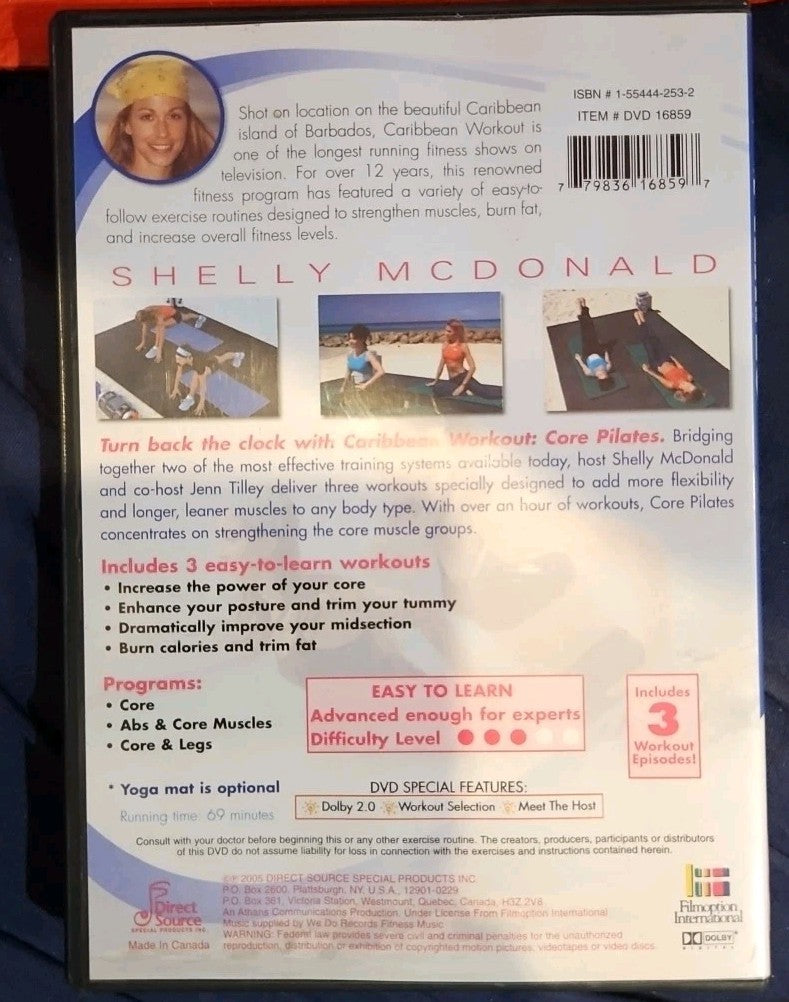 Shot on location on the beautiful Caribbean
island of Barbados, Caribbean Workout is
one of the longest running fitness shows on
television. For over 12 years, this renowned
fitness program has featured a variety of easy-to-
follow exercise routines designed to strengthen muscles, burn fat,
and increase overall fitness levels.
ISBN # 1-55444-253-2
ITEM # DVD 16859
7 79836 16859 7
SHELLY MCDONALD
Turn back the clock with Caribbean Workout: Core Pilates. Bridging
together two of the most effective training systems available today, host Shelly McDonald
and co-host Jenn Tilley deliver three workouts specially designed to add more flexibility
and longer, leaner muscles to any body type. With over an hour of workouts, Core Pilates
concentrates on strengthening the core muscle groups.
Includes 3 easy-to-learn workouts
• Increase the power of your core
• Enhance your posture and trim your tummy
• Dramatically improve your midsection
• Burn calories and trim fat
Programs:
• Core
• Abs & Core Muscles
• Core & Legs
EASY TO LEARN
Advanced enough for experts
Difficulty Level
Includes
3
Workout
Episodes!
* Yoga mat is optional
Running time: 69 minutes
DVD SPECIAL FEATURES:
Dolby 2.0 Workout Selection Meet The Host
Consult with your doctor before beginning this or any other exercise routine. The creators, producers, participants or distributors
of this DVD do not assume liability for loss in connection with the exercises and instructions contained herein.
Direct
Source
SPECIAL PRODUCTS INC.
Made In Canada
©℗ 2005 DIRECT SOURCE SPECIAL PRODUCTS INC.
P.O. Box 2600, Plattsburgh, NY, U.S.A., 12901-0229
P.O. Box 361, Victoria Station, Westmount, Quebec, Canada, H3Z 2V8
An Athans Communications Production, Under License From Filmoption International
Music supplied by We Do Records Fitness Music
WARNING: Federal law provides severe civil and criminal penalties for the unauthorized
reproduction, distribution or exhibition of copyrighted motion pictures, videotapes or video discs.
Filmoption
International
DOLBY
DIGITAL